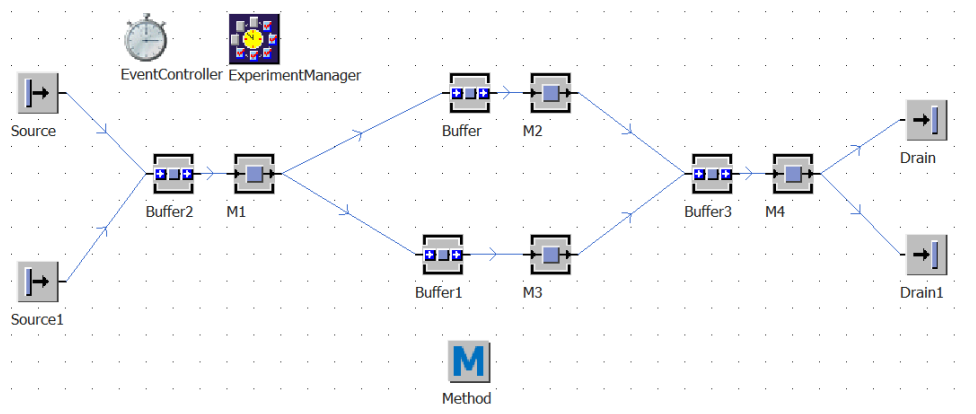 EventController
ExperimentManager
Source
Buffer
M2
Drain
Buffer2
M1
Buffer3
M4
Source1
Buffer1
M3
Drain1
M
Method